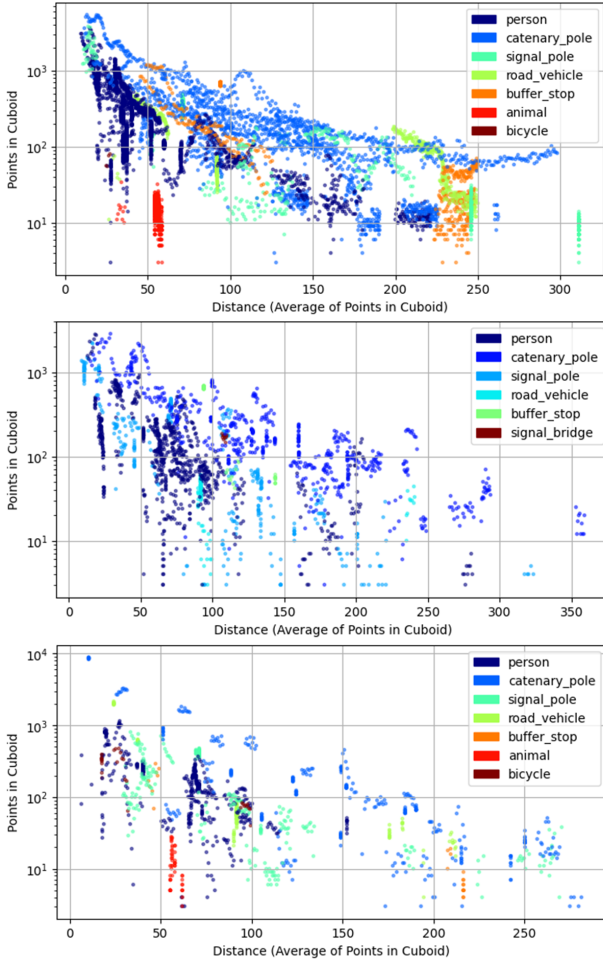 person
catenary_pole
signal_pole
road_vehicle
buffer_stop
animal
bicycle
10³
10²
10¹
Points in Cuboid
0 50 100 150 200 250 300
Distance (Average of Points in Cuboid)
person
catenary_pole
signal_pole
road_vehicle
buffer_stop
signal_bridge
10³
10²
10¹
Points in Cuboid
0 50 100 150 200 250 300 350
Distance (Average of Points in Cuboid)
person
catenary_pole
signal_pole
road_vehicle
buffer_stop
animal
bicycle
10⁴
10³
10²
10¹
Points in Cuboid
0 50 100 150 200 250
Distance (Average of Points in Cuboid)